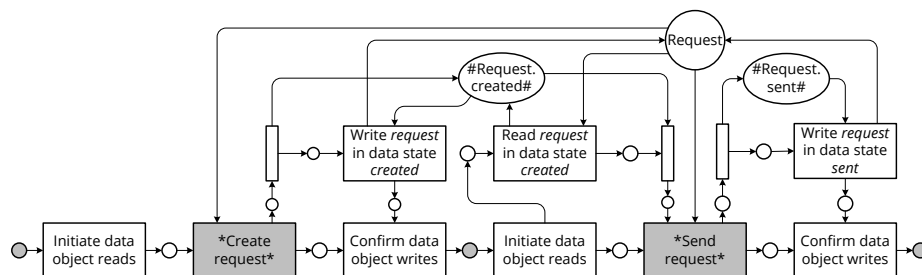 Request
#Request.
created#
#Request.
sent#
Write request
in data state
created
Read request
in data state
created
Write request
in data state
sent
Initiate data
object reads
*Create
request*
Confirm data
object writes
Initiate data
object reads
*Send
request*
Confirm data
object writes